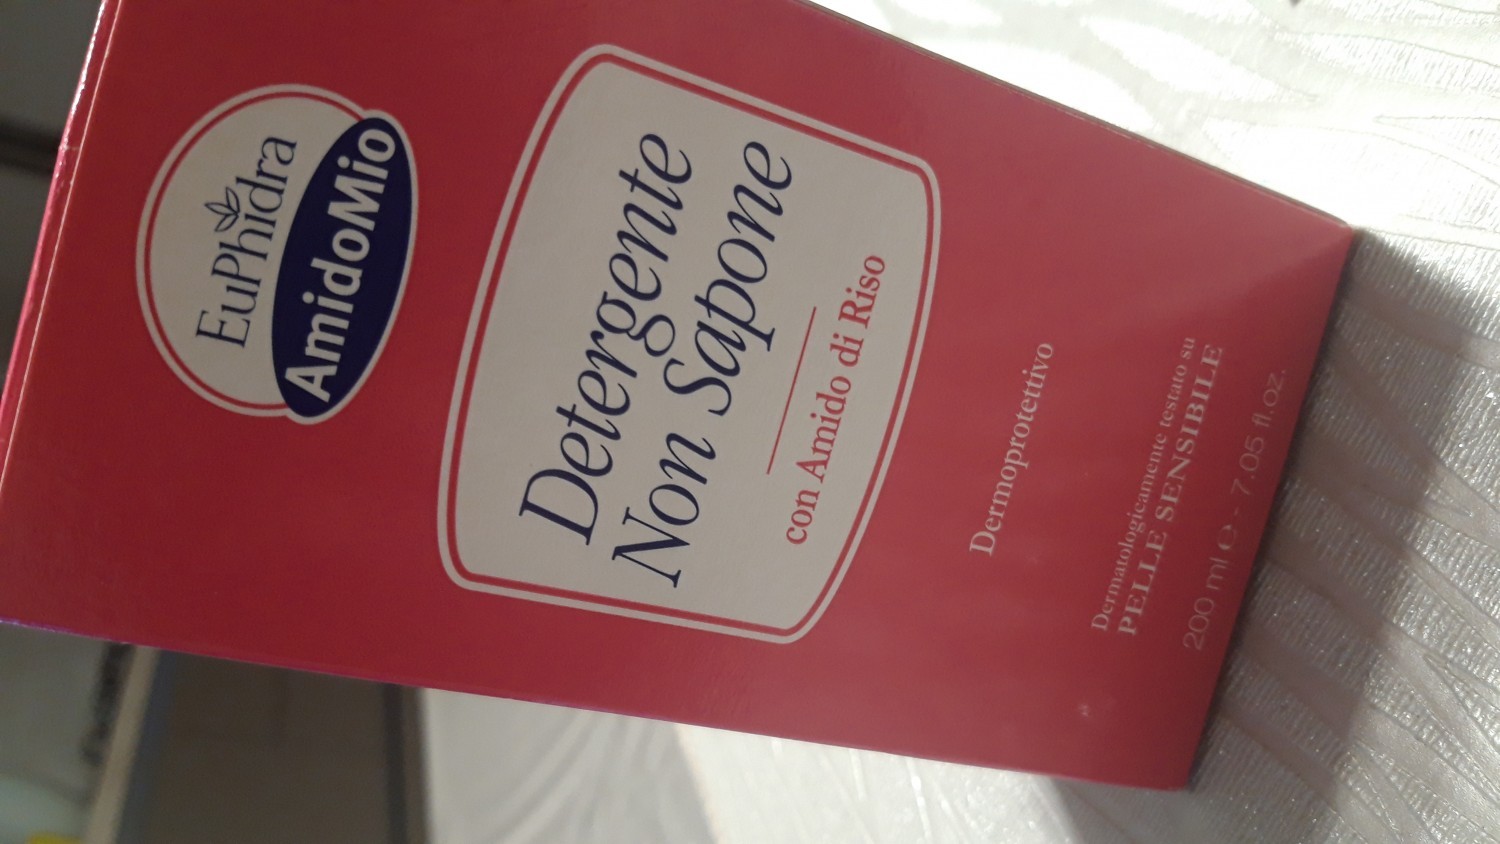 EuPhidra
AmidoMio
Detergente
Non Sapone
con Amido di Riso
Dermoprotettivo
Dermatologicamente testato su
PELLE SENSIBILE
200 ml ℮ - 7.05 fl.oz.